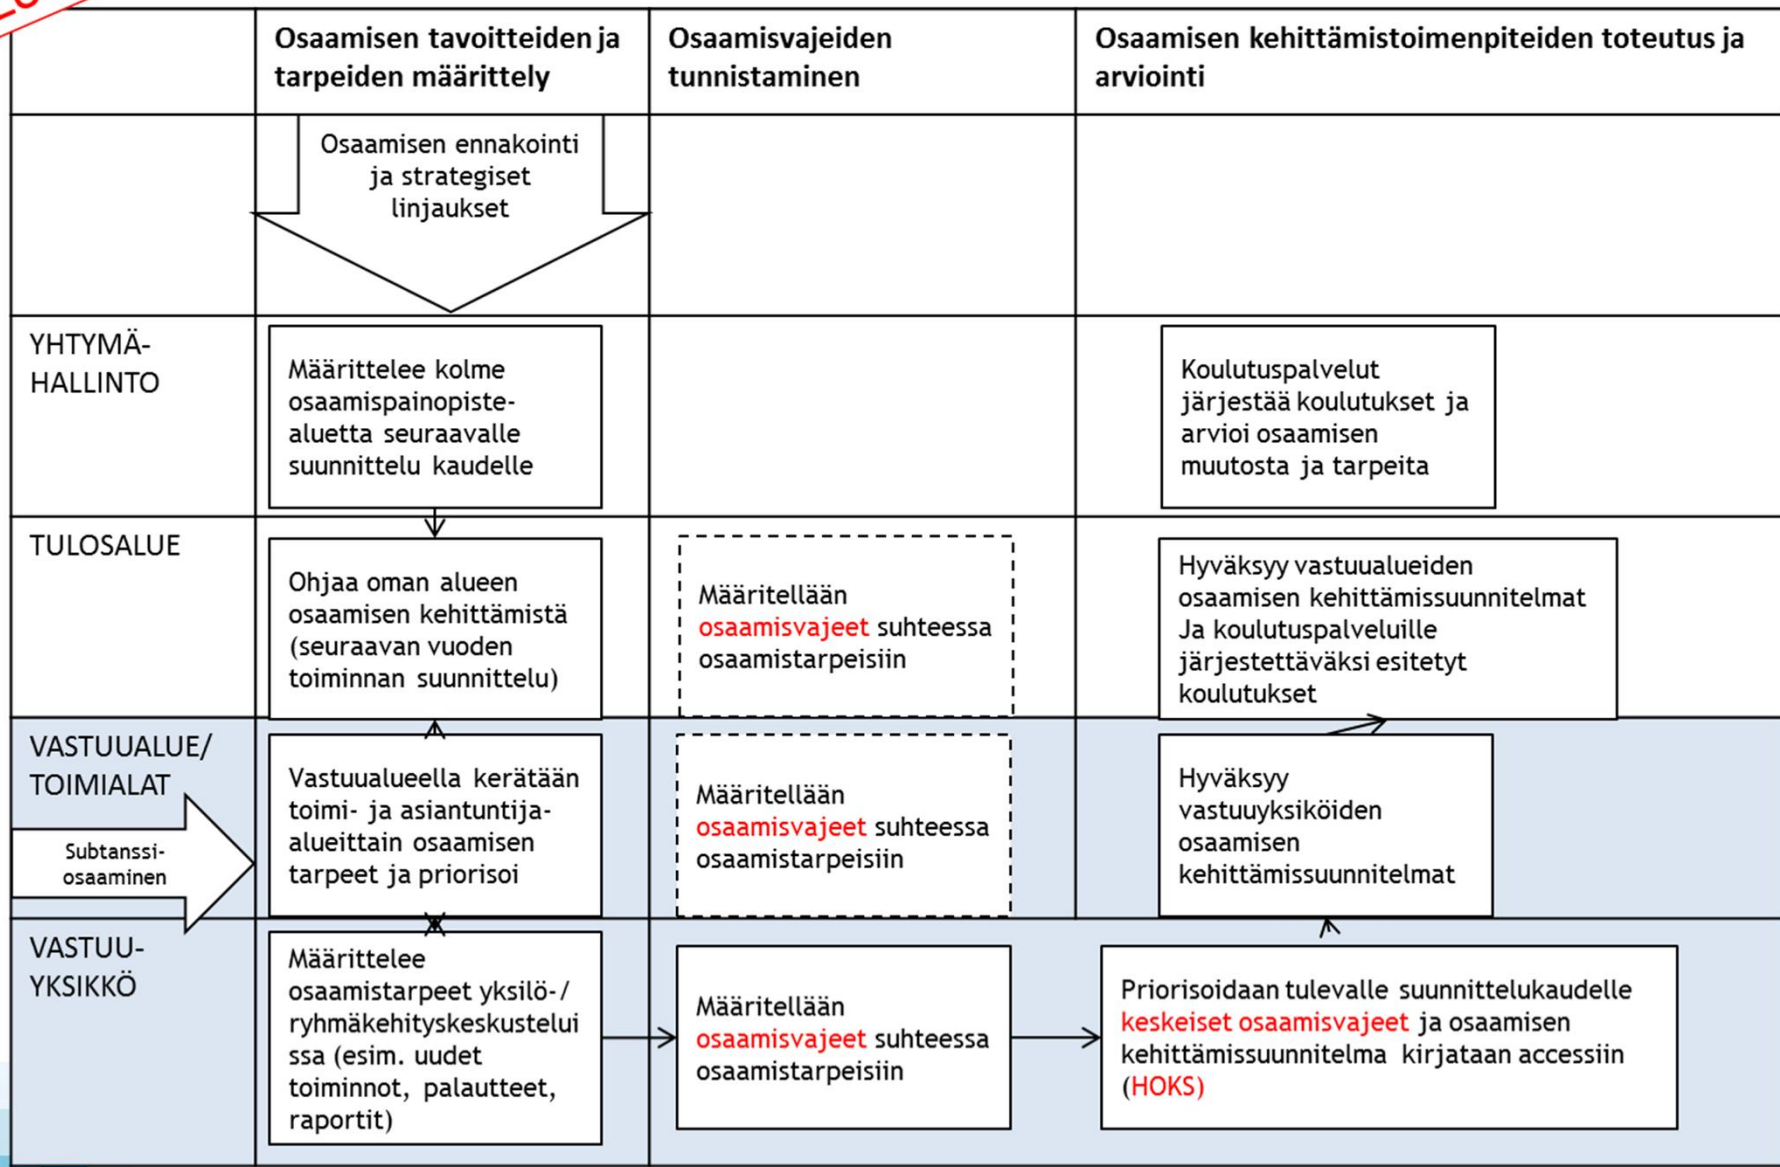 Osaamisen tavoitteiden ja
tarpeiden määrittely
Osaamisvajeiden
tunnistaminen
Osaamisen kehittämistoimenpiteiden toteutus ja
arviointi
Osaamisen ennakointi
ja strategiset
linjaukset
YHTYMÄ-
HALLINTO
Määrittelee kolme
osaamispainopiste-
aluetta seuraavalle
suunnittelu kaudelle
Koulutuspalvelut
järjestää koulutukset ja
arvioi osaamisen
muutosta ja tarpeita
TULOSALUE
Ohjaa oman alueen
osaamisen kehittämistä
(seuraavan vuoden
toiminnan suunnittelu)
Määritellään
osaamisvajeet suhteessa
osaamistarpeisiin
Hyväksyy vastuualueiden
osaamisen kehittämissuunnitelmat
Ja koulutuspalveluille
järjestettäväksi esitetyt
koulutukset
VASTUUALUE/
TOIMIALAT
Subtanssi-
osaaminen
Vastuualueella kerätään
toimi- ja asiantuntija-
alueittain osaamisen
tarpeet ja priorisoi
Määritellään
osaamisvajeet suhteessa
osaamistarpeisiin
Hyväksyy
vastuuyksiköiden
osaamisen
kehittämissuunnitelmat
VASTUU-
YKSIKKÖ
Määrittelee
osaamistarpeet yksilö-/
ryhmäkehityskeskustelui
ssa (esim. uudet
toiminnot, palautteet,
raportit)
Määritellään
osaamisvajeet suhteessa
osaamistarpeisiin
Priorisoidaan tulevalle suunnittelukaudelle
keskeiset osaamisvajeet ja osaamisen
kehittämissuunnitelma kirjataan accessiin
(HOKS)